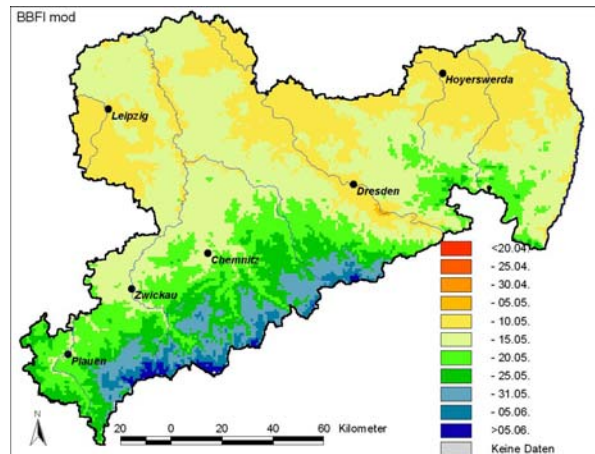 BBFI mod
Hoyerswerda
Leipzig
Dresden
Chemnitz
Zwickau
Plauen
<20.04.
- 25.04.
- 30.04.
- 05.05.
- 10.05.
- 15.05.
- 20.05.
- 25.05.
- 31.05.
- 05.06.
>05.06.
Keine Daten
N
20 0 20 40 60 Kilometer